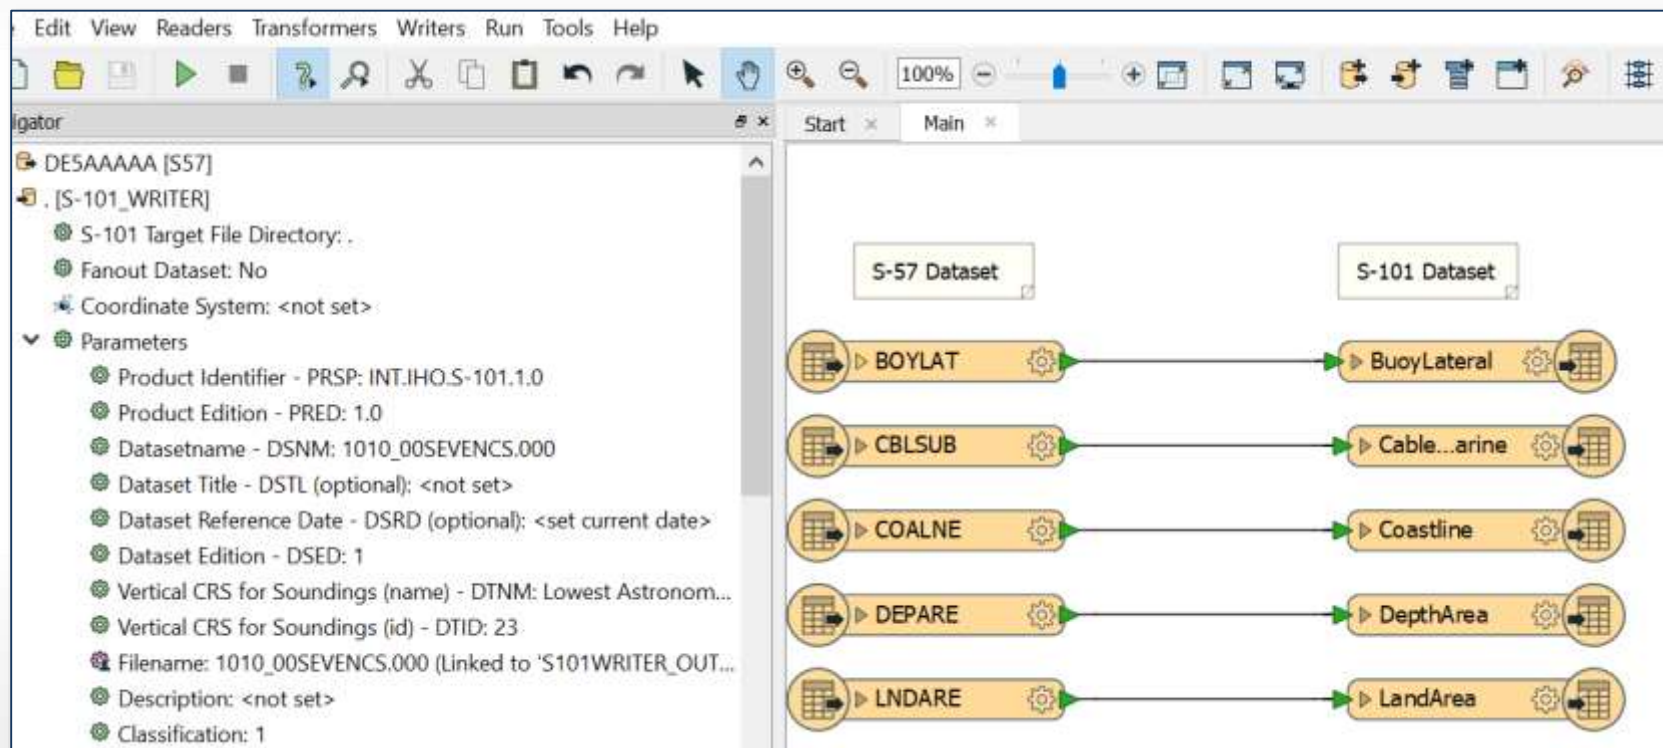 Edit View Readers Transformers Writers Run Tools Help
100%
igator
Start Main
DE5AAAAA [S57]
. [S-101_WRITER]
S-101 Target File Directory: .
Fanout Dataset: No
Coordinate System: <not set>
Parameters
Product Identifier - PRSP: INT.IHO.S-101.1.0
Product Edition - PRED: 1.0
Datasetname - DSNM: 1010_00SEVENCS.000
Dataset Title - DSTL (optional): <not set>
Dataset Reference Date - DSRD (optional): <set current date>
Dataset Edition - DSED: 1
Vertical CRS for Soundings (name) - DTNM: Lowest Astronom...
Vertical CRS for Soundings (id) - DTID: 23
Filename: 1010_00SEVENCS.000 (Linked to 'S101WRITER_OUT...
Description: <not set>
Classification: 1
S-57 Dataset S-101 Dataset
BOYLAT BuoyLateral
CBLSUB Cable...arine
COALNE Coastline
DEPARE DepthArea
LNDARE LandArea